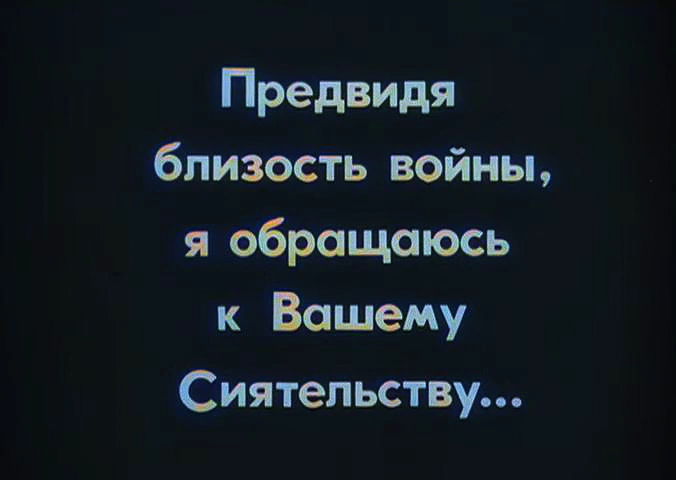 Предвидя
близость войны,
я обращаюсь
к Вашему
Сиятельству...